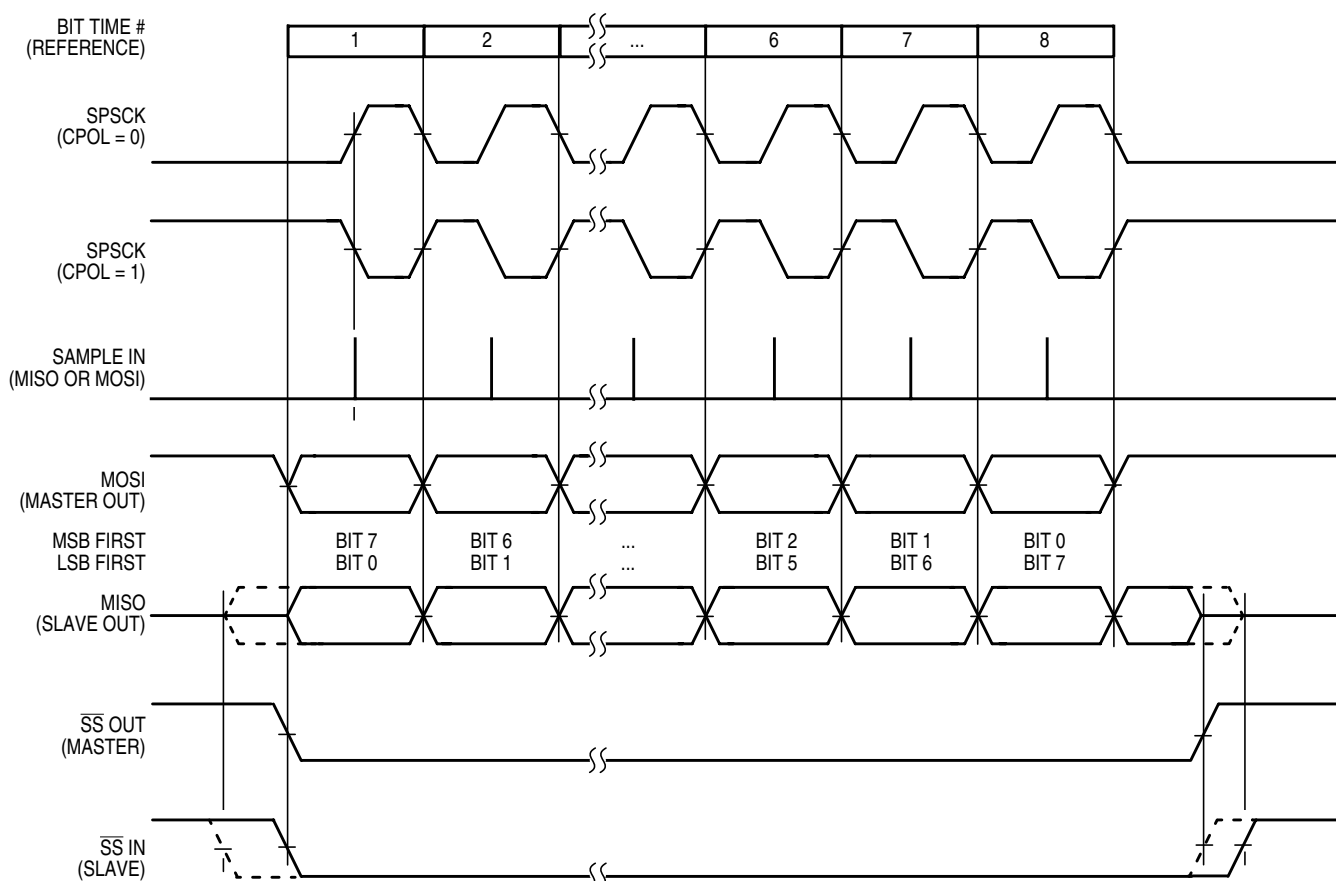 BIT TIME #
(REFERENCE)
1 2 ... 6 7 8
SPSCK
(CPOL = 0)
SPSCK
(CPOL = 1)
SAMPLE IN
(MISO OR MOSI)
MOSI
(MASTER OUT)
MSB FIRST BIT 7 BIT 6 ... BIT 2 BIT 1 BIT 0
LSB FIRST BIT 0 BIT 1 ... BIT 5 BIT 6 BIT 7
MISO
(SLAVE OUT)
S̅S̅ OUT
(MASTER)
S̅S̅ IN
(SLAVE)